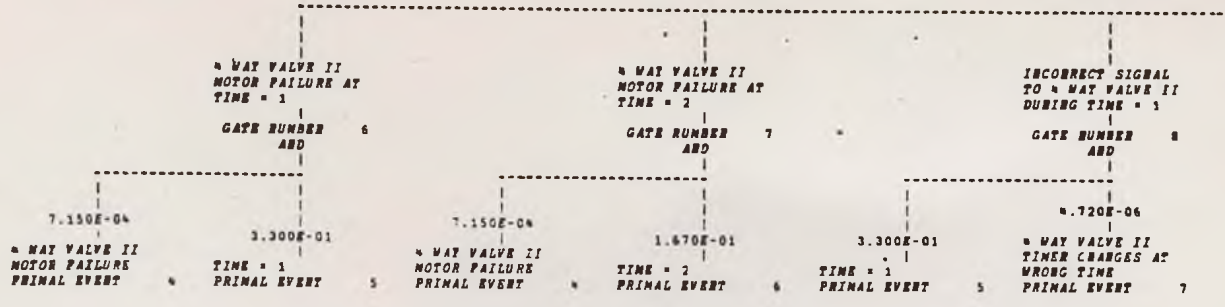 4 WAY VALVE II
MOTOR FAILURE AT
TIME = 1
GATE NUMBER 6
AND
7.150E-04
4 WAY VALVE II
MOTOR FAILURE
PRIMAL EVENT 4
3.300E-01
TIME = 1
PRIMAL EVENT 5
4 WAY VALVE II
MOTOR FAILURE AT
TIME = 2
GATE NUMBER 7
AND
7.150E-04
4 WAY VALVE II
MOTOR FAILURE
PRIMAL EVENT 4
1.670E-01
TIME = 2
PRIMAL EVENT 6
INCORRECT SIGNAL
TO 4 WAY VALVE II
DURING TIME = 1
GATE NUMBER 8
AND
3.300E-01
TIME = 1
PRIMAL EVENT 5
4.720E-06
4 WAY VALVE II
TIMER CHANGES AT
WRONG TIME
PRIMAL EVENT 7